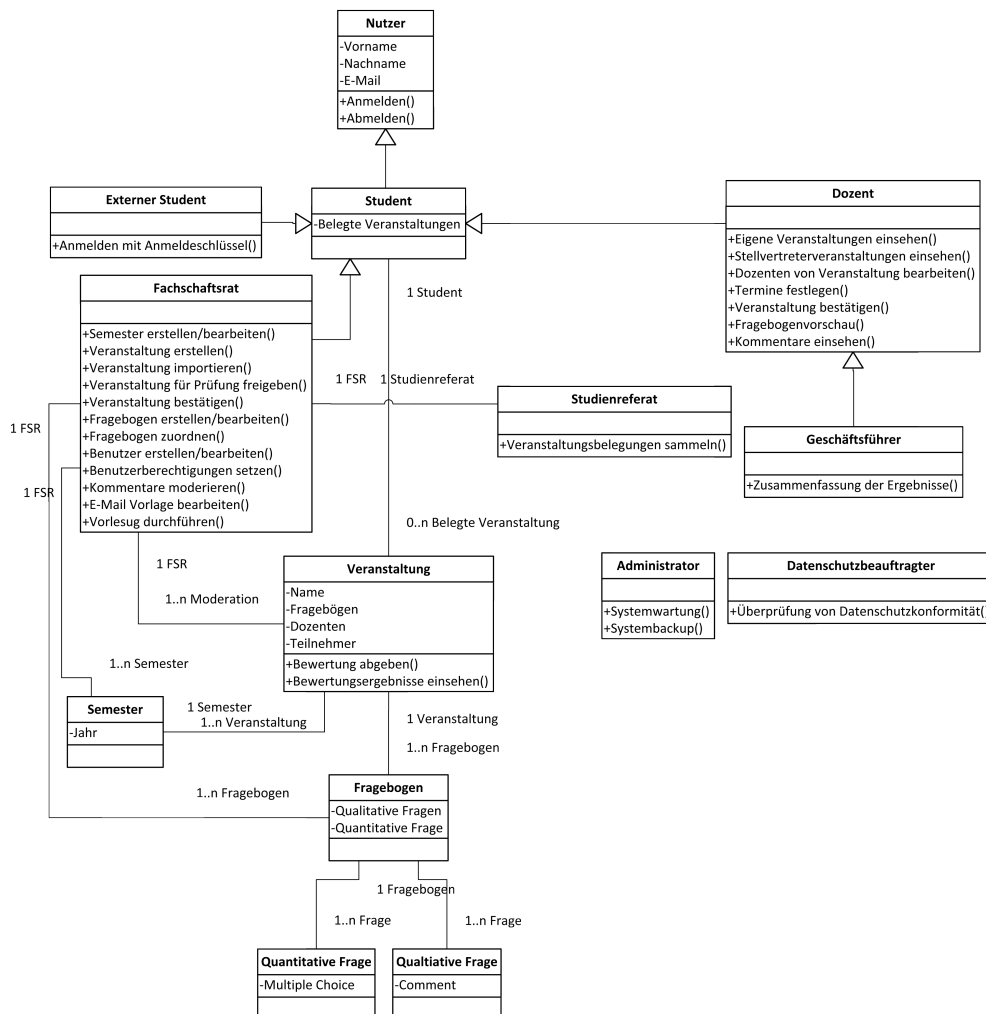 Nutzer
-Vorname
-Nachname
-E-Mail
+Anmelden()
+Abmelden()
Externer Student
+Anmelden mit Anmeldeschlüssel()
Student
-Belegte Veranstaltungen
Dozent
+Eigene Veranstaltungen einsehen()
+Stellvertreterveranstaltungen einsehen()
+Dozenten von Veranstaltung bearbeiten()
+Termine festlegen()
+Veranstaltung bestätigen()
+Fragebogenvorschau()
+Kommentare einsehen()
Fachschaftsrat
+Semester erstellen/bearbeiten()
+Veranstaltung erstellen()
+Veranstaltung importieren()
+Veranstaltung für Prüfung freigeben()
+Veranstaltung bestätigen()
+Fragebogen erstellen/bearbeiten()
+Fragebogen zuordnen()
+Benutzer erstellen/bearbeiten()
+Benutzerberechtigungen setzen()
+Kommentare moderieren()
+E-Mail Vorlage bearbeiten()
+Vorlesug durchführen()
1 Student
1 FSR
1 Studienreferat
Studienreferat
+Veranstaltungsbelegungen sammeln()
Geschäftsführer
+Zusammenfassung der Ergebnisse()
1 FSR
1 FSR
0..n Belegte Veranstaltung
1 FSR
1..n Moderation
Veranstaltung
-Name
-Fragebögen
-Dozenten
-Teilnehmer
+Bewertung abgeben()
+Bewertungsergebnisse einsehen()
Administrator
+Systemwartung()
+Systembackup()
Datenschutzbeauftragter
+Überprüfung von Datenschutzkonformität()
1..n Semester
Semester
-Jahr
1 Semester
1..n Veranstaltung
1 Veranstaltung
1..n Fragebogen
1..n Fragebogen
Fragebogen
-Qualitative Fragen
-Quantitative Frage
1 Fragebogen
1..n Frage
1..n Frage
Quantitative Frage
-Multiple Choice
Qualtiative Frage
-Comment